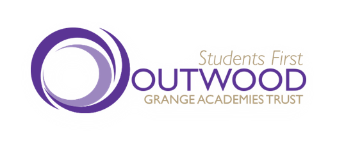 Students First
OUTWOOD
GRANGE ACADEMIES TRUST